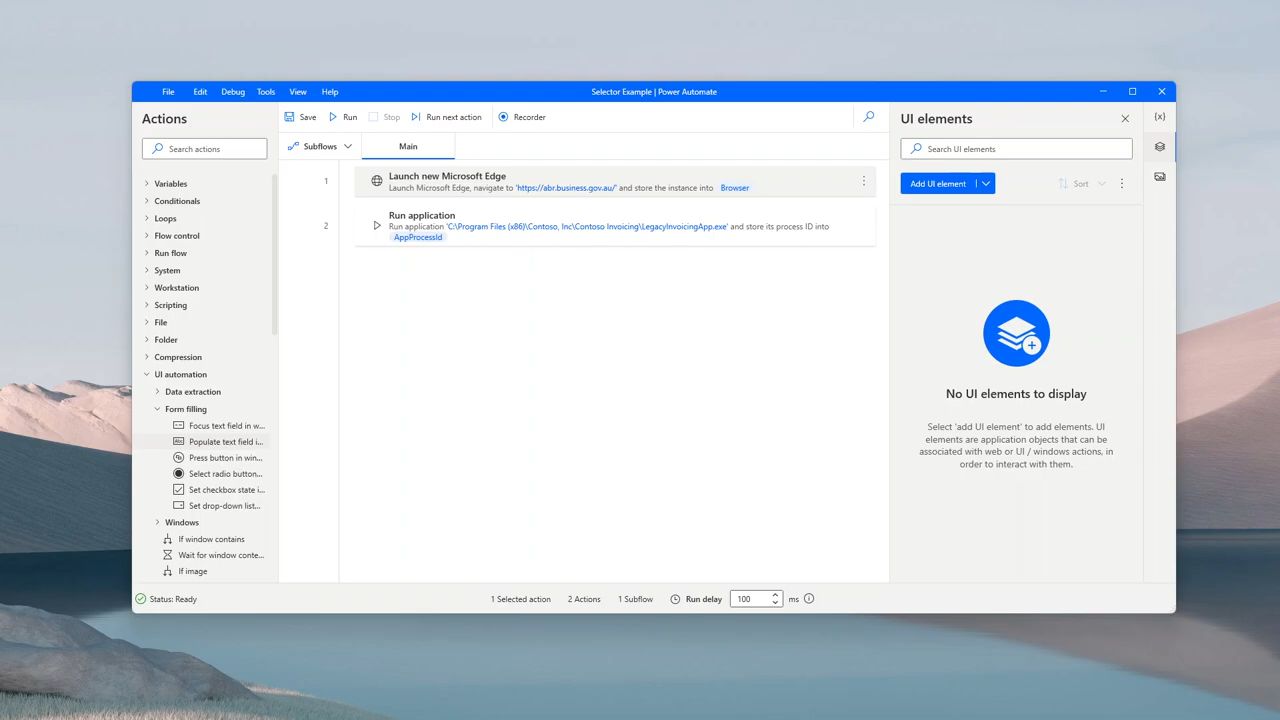 File Edit Debug Tools View Help
Selector Example | Power Automate
Actions
Search actions
Variables
Conditionals
Loops
Flow control
Run flow
System
Workstation
Scripting
File
Folder
Compression
UI automation
Data extraction
Form filling
Focus text field in w...
Populate text field i...
Press button in win...
Select radio button...
Set checkbox state i...
Set drop-down list...
Windows
If window contains
Wait for window conte...
If image
Save Run Stop Run next action Recorder
Subflows Main
1
Launch new Microsoft Edge
Launch Microsoft Edge, navigate to 'https://abr.business.gov.au/' and store the instance into Browser
2
Run application
Run application 'C:\Program Files (x86)\Contoso, Inc\Contoso Invoicing\LegacyInvoicingApp.exe' and store its process ID into
AppProcessId
UI elements
Search UI elements
Add UI element Sort
No UI elements to display
Select 'add UI element' to add elements. UI
elements are application objects that can be
associated with web or UI / windows actions, in
order to interact with them.
{x}
Status: Ready 1 Selected action 2 Actions 1 Subflow Run delay 100 ms